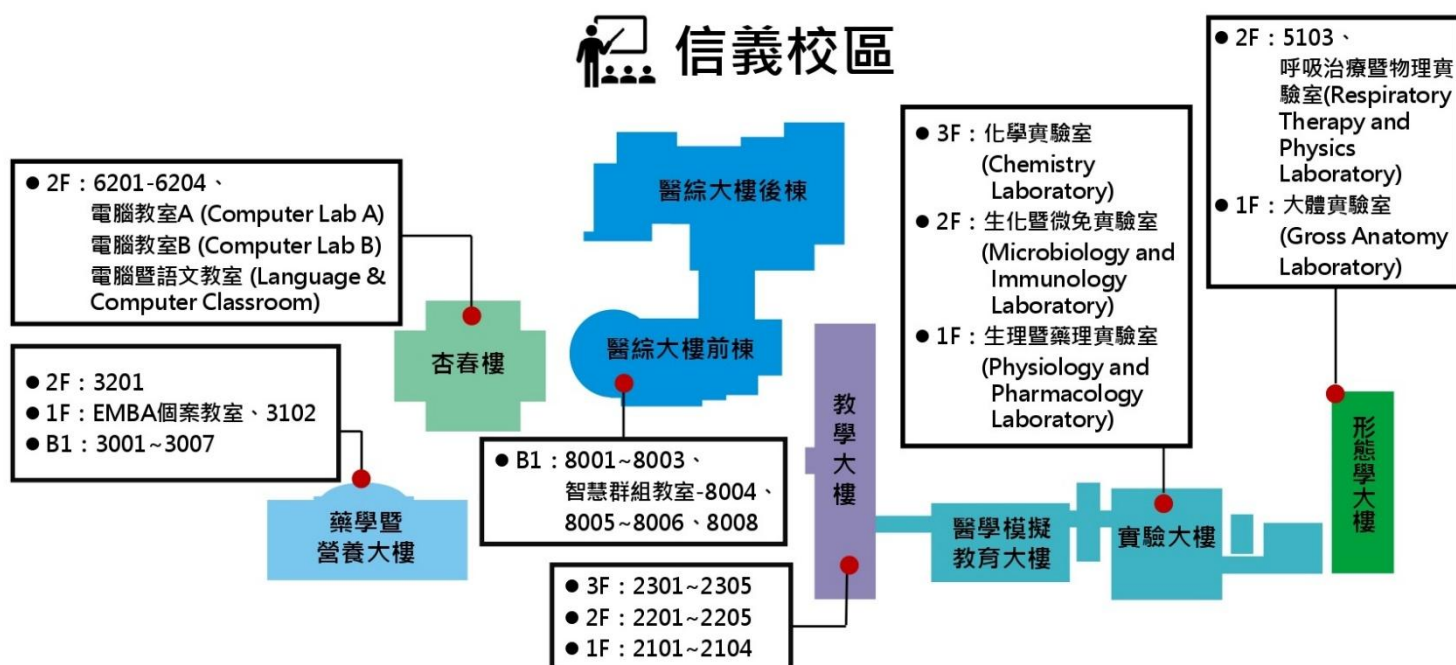 信義校區
● 2F：6201-6204、
電腦教室A (Computer Lab A)
電腦教室B (Computer Lab B)
電腦暨語文教室 (Language &
Computer Classroom)
● 2F：3201
● 1F：EMBA個案教室、3102
● B1：3001~3007
杏春樓
藥學暨
營養大樓
醫綜大樓後棟
醫綜大樓前棟
● B1：8001~8003、
智慧群組教室-8004、
8005~8006、8008
教學大樓
● 3F：2301~2305
● 2F：2201~2205
● 1F：2101~2104
● 3F：化學實驗室
(Chemistry
Laboratory)
● 2F：生化暨微免實驗室
(Microbiology and
Immunology
Laboratory)
● 1F：生理暨藥理實驗室
(Physiology and
Pharmacology
Laboratory)
醫學模擬
教育大樓
實驗大樓
● 2F：5103、
呼吸治療暨物理實
驗室(Respiratory
Therapy and
Physics
Laboratory)
● 1F：大體實驗室
(Gross Anatomy
Laboratory)
形態學大樓